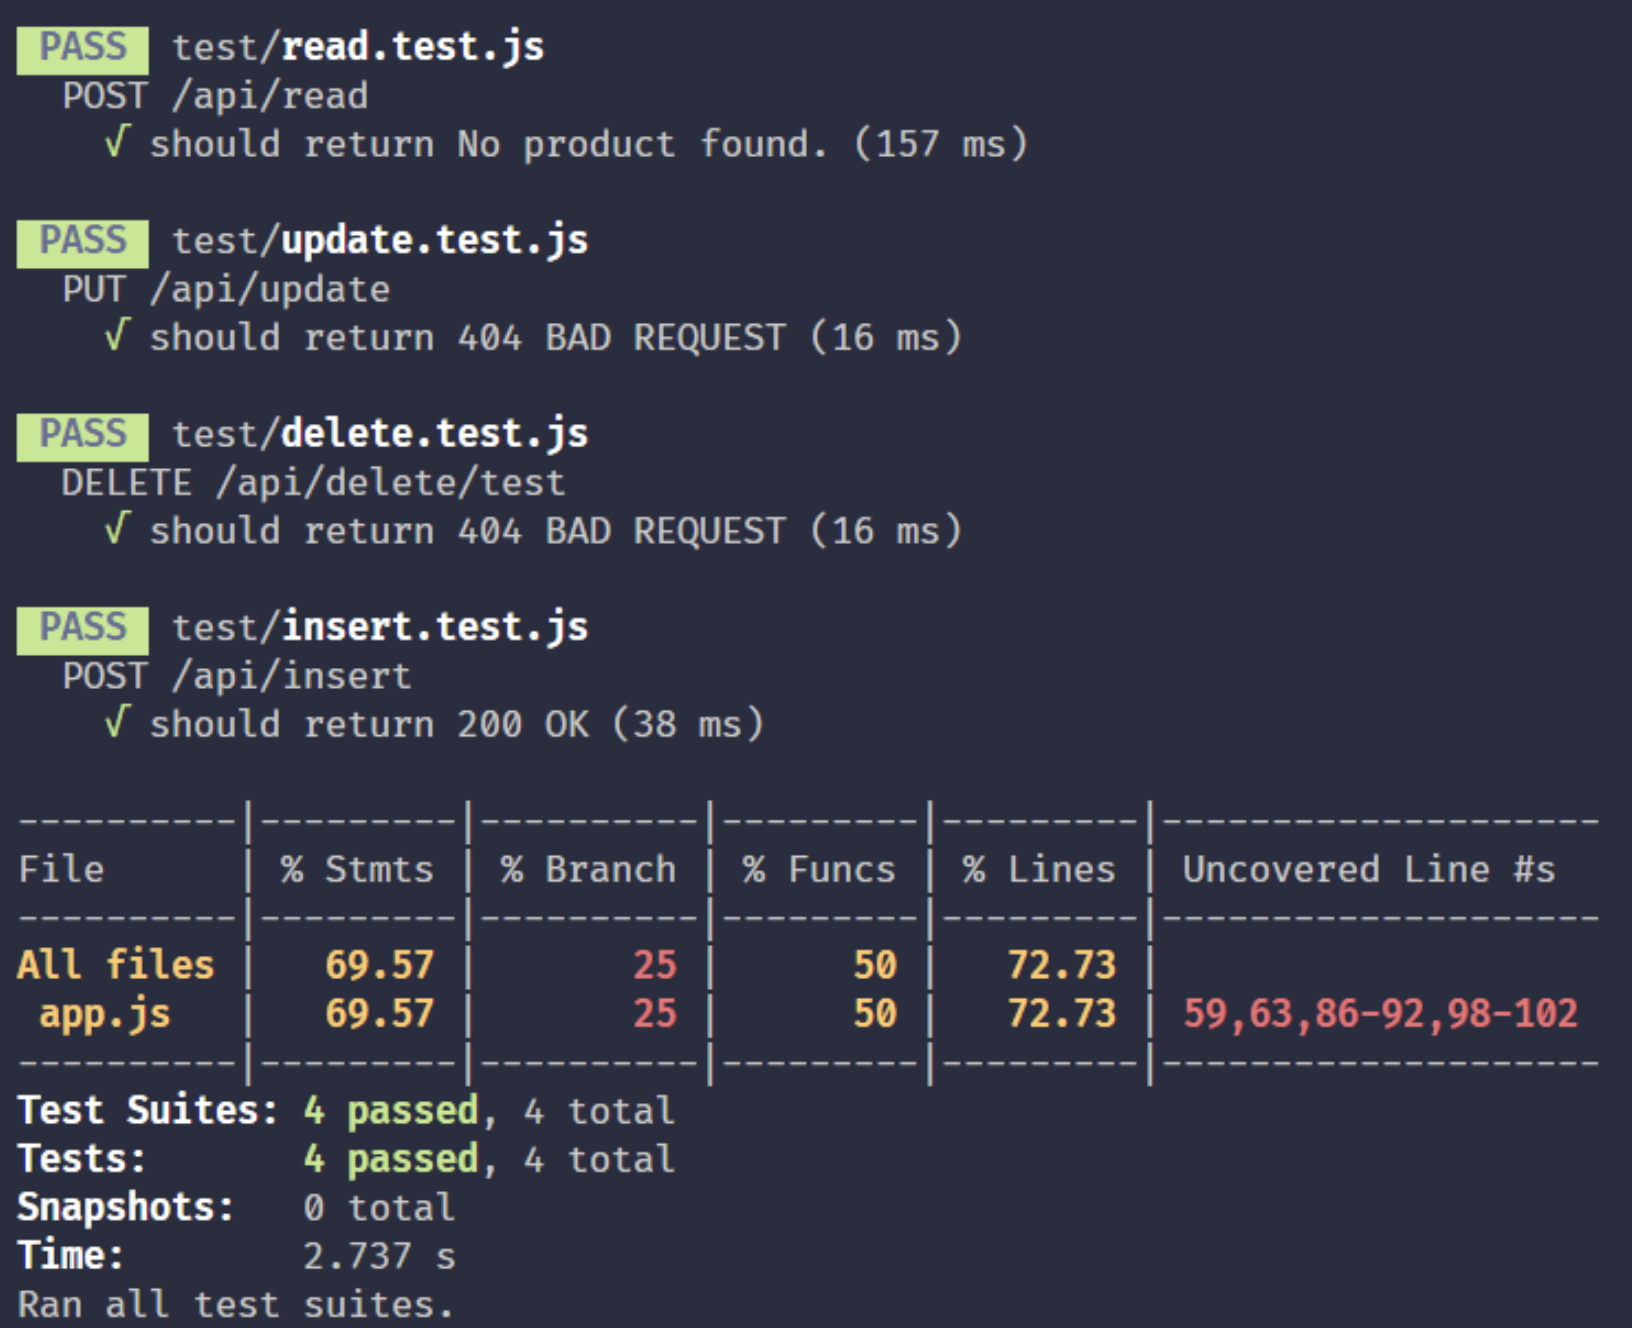 PASS test/read.test.js
POST /api/read
√ should return No product found. (157 ms)
PASS test/update.test.js
PUT /api/update
√ should return 404 BAD REQUEST (16 ms)
PASS test/delete.test.js
DELETE /api/delete/test
√ should return 404 BAD REQUEST (16 ms)
PASS test/insert.test.js
POST /api/insert
√ should return 200 OK (38 ms)
----------|---------|----------|---------|---------|--------------------
File      | % Stmts | % Branch | % Funcs | % Lines | Uncovered Line #s
----------|---------|----------|---------|---------|--------------------
All files |   69.57 |       25 |      50 |   72.73 |
 app.js   |   69.57 |       25 |      50 |   72.73 | 59,63,86-92,98-102
----------|---------|----------|---------|---------|--------------------
Test Suites: 4 passed, 4 total
Tests:       4 passed, 4 total
Snapshots:   0 total
Time:        2.737 s
Ran all test suites.